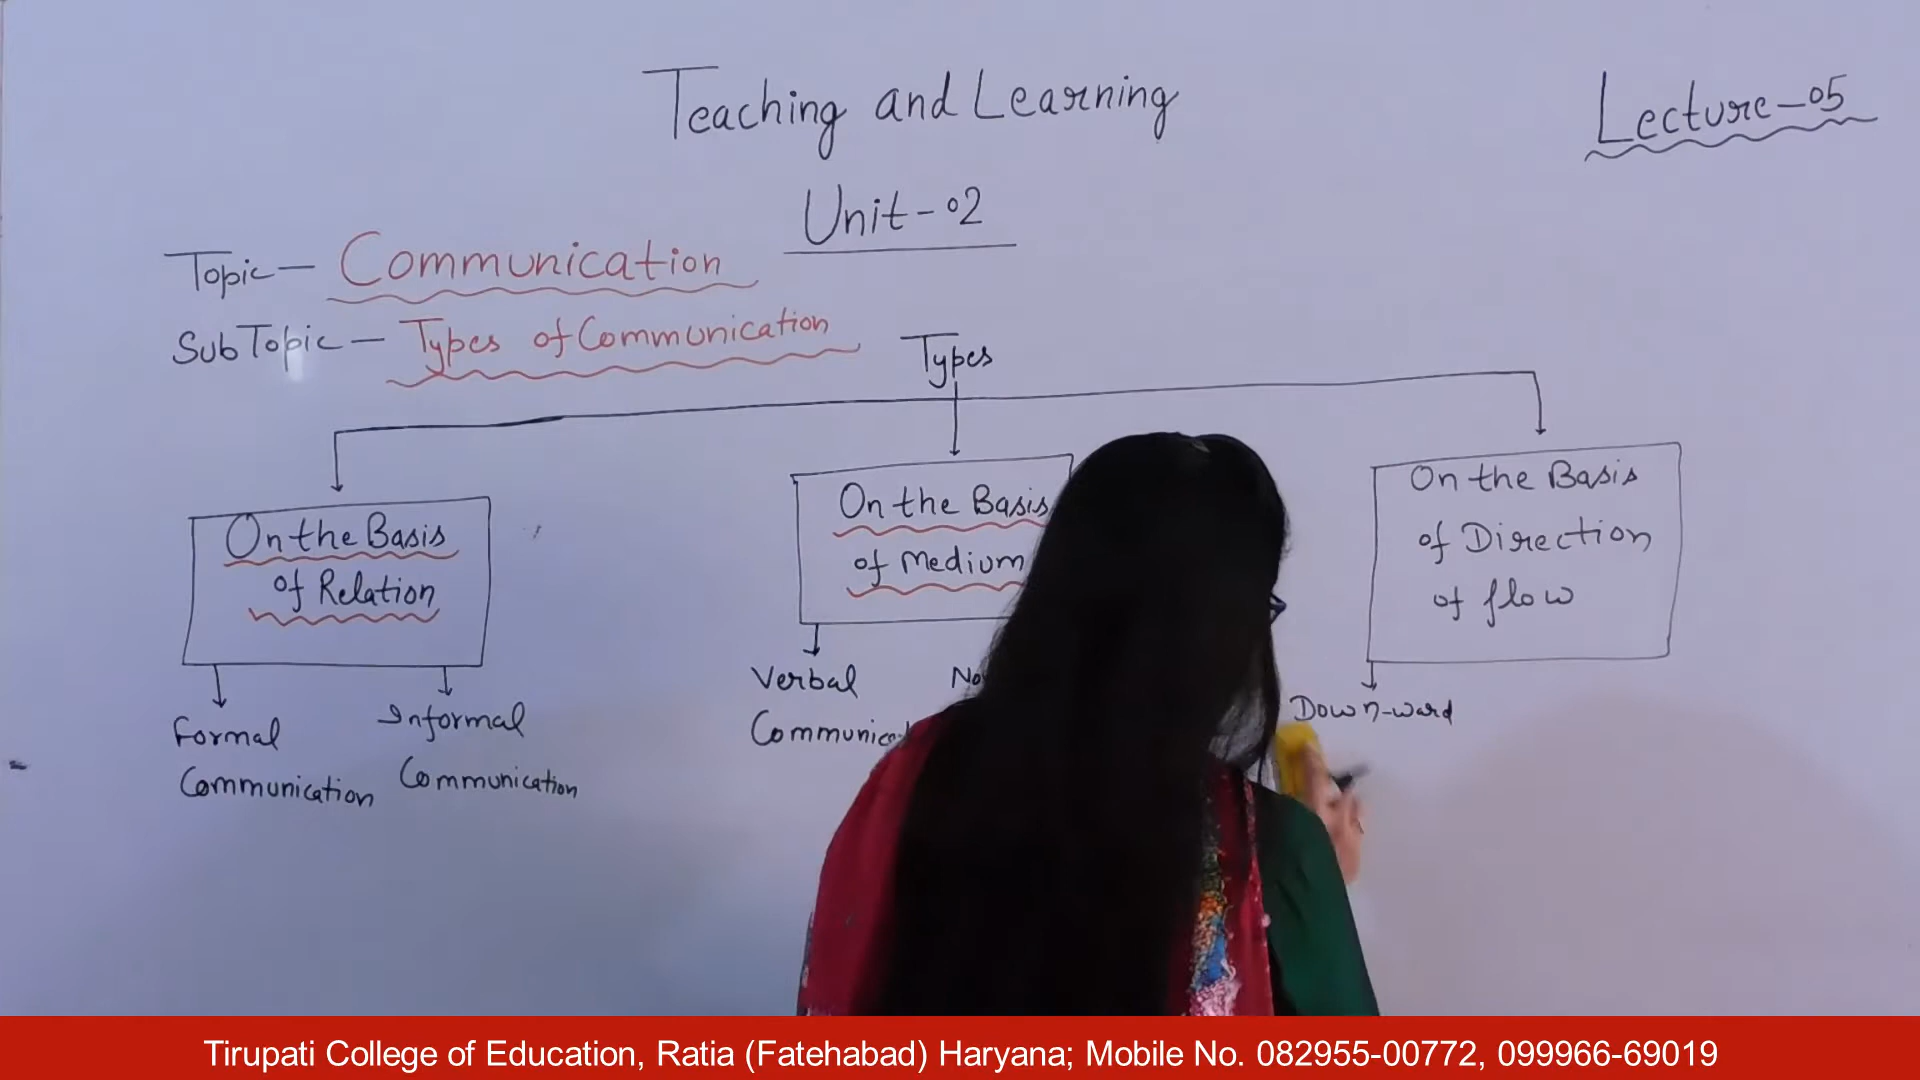 Teaching and Learning
Lecture-05
Unit-02
Topic- Communication
SubTopic- Types of Communication
Types
On the Basis
of Relation
On the Basis
of Medium
On the Basis
of Direction
of flow
Formal
Communication
Informal
Communication
Verbal
Down-ward
Tirupati College of Education, Ratia (Fatehabad) Haryana; Mobile No. 082955-00772, 099966-69019